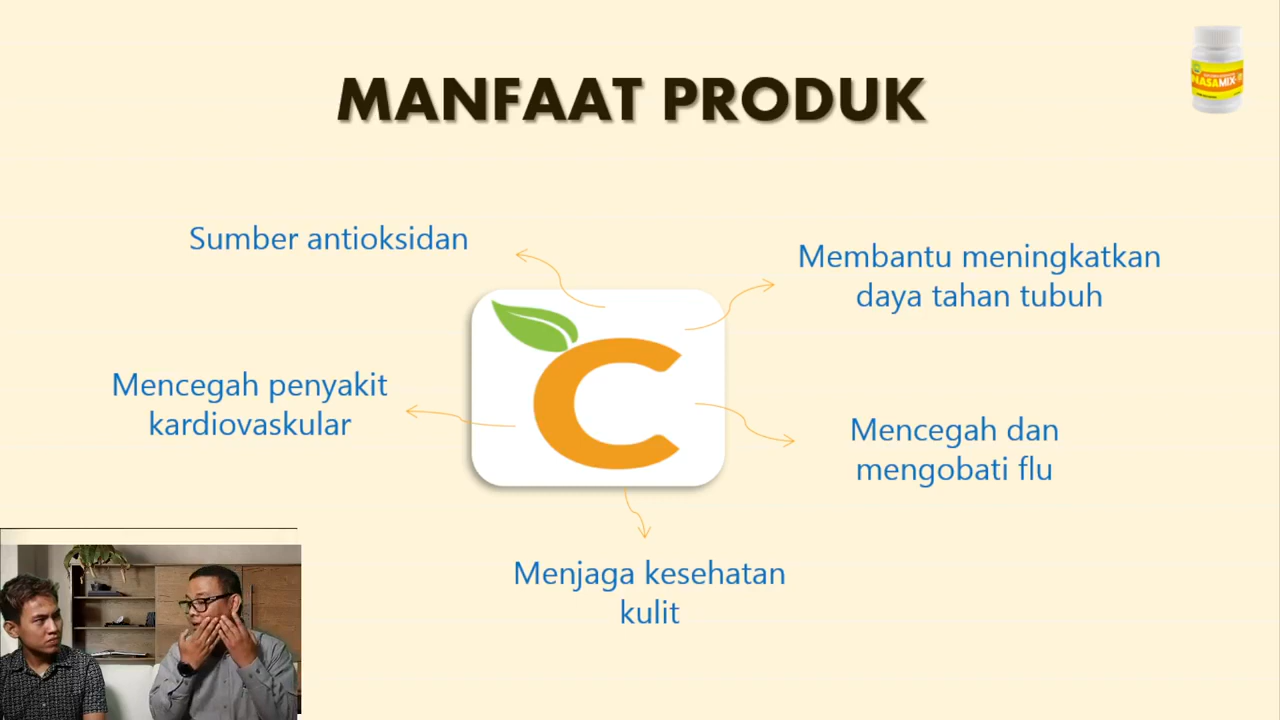 MANFAAT PRODUK
NASAMIX
Sumber antioksidan
Membantu meningkatkan
daya tahan tubuh
Mencegah penyakit
kardiovaskular
C
Mencegah dan
mengobati flu
Menjaga kesehatan
kulit